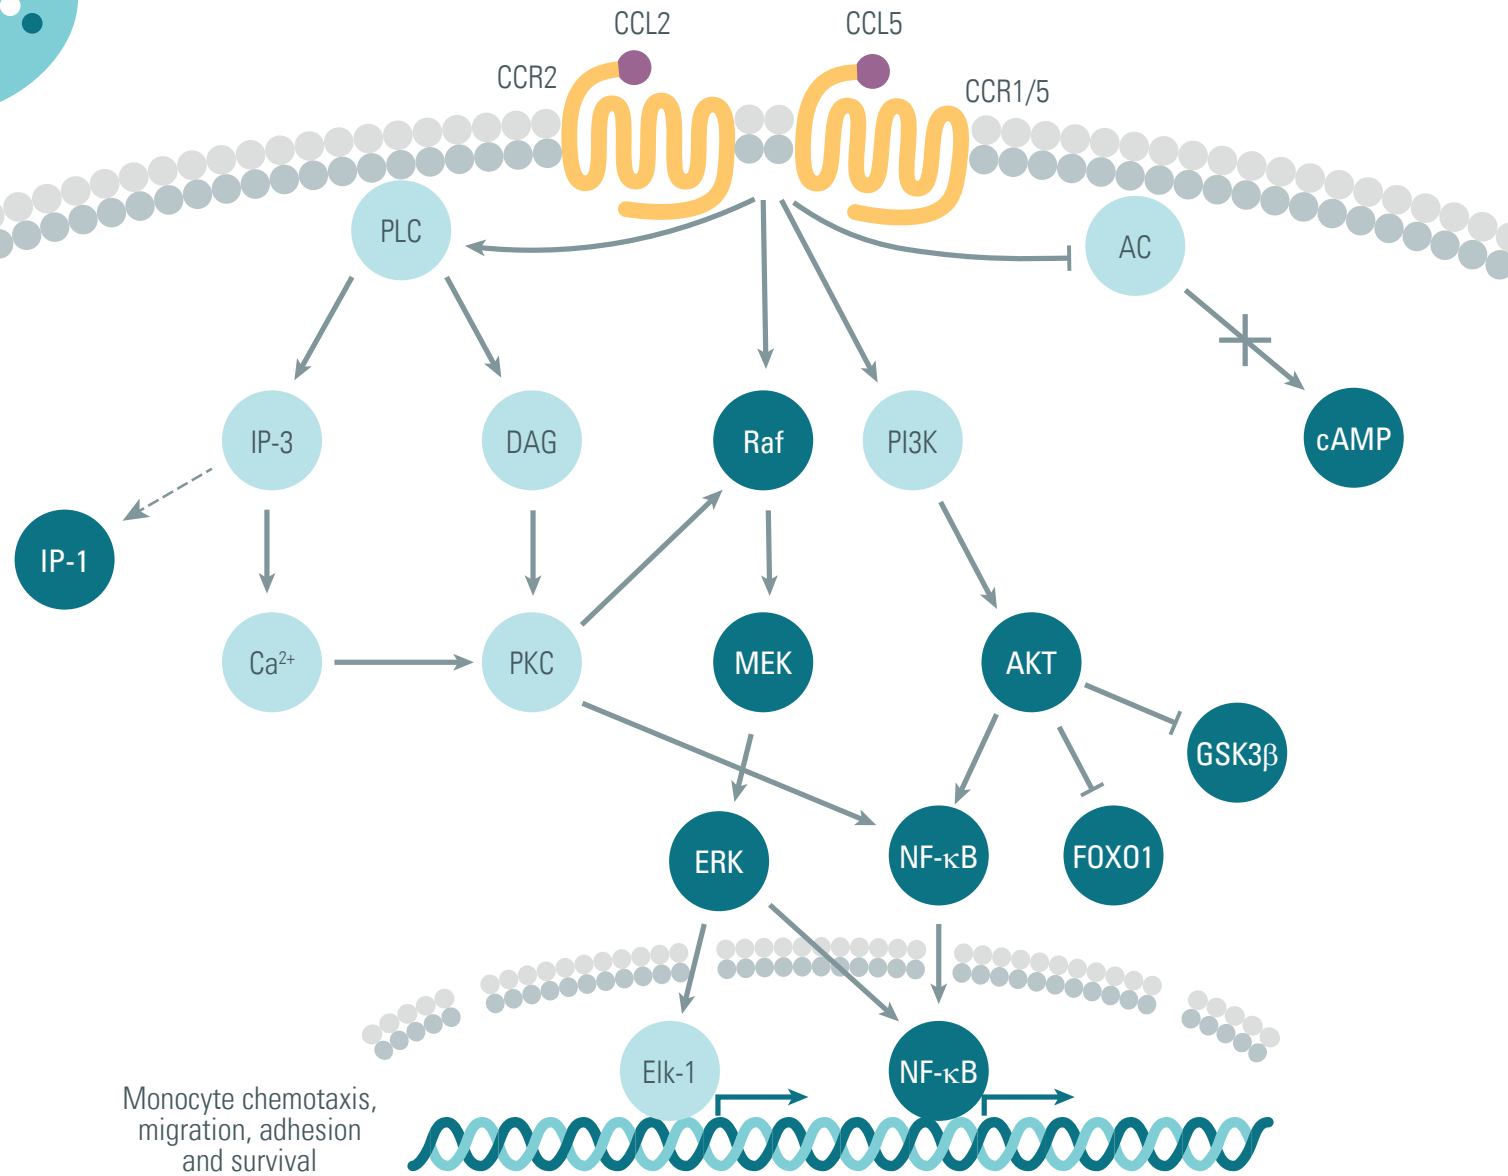 CCL2
CCL5
CCR2
CCR1/5
PLC
AC
IP-3
DAG
Raf
PI3K
cAMP
IP-1
Ca²⁺
PKC
MEK
AKT
GSK3β
ERK
NF-κB
FOXO1
Elk-1
NF-κB
Monocyte chemotaxis,
migration, adhesion
and survival